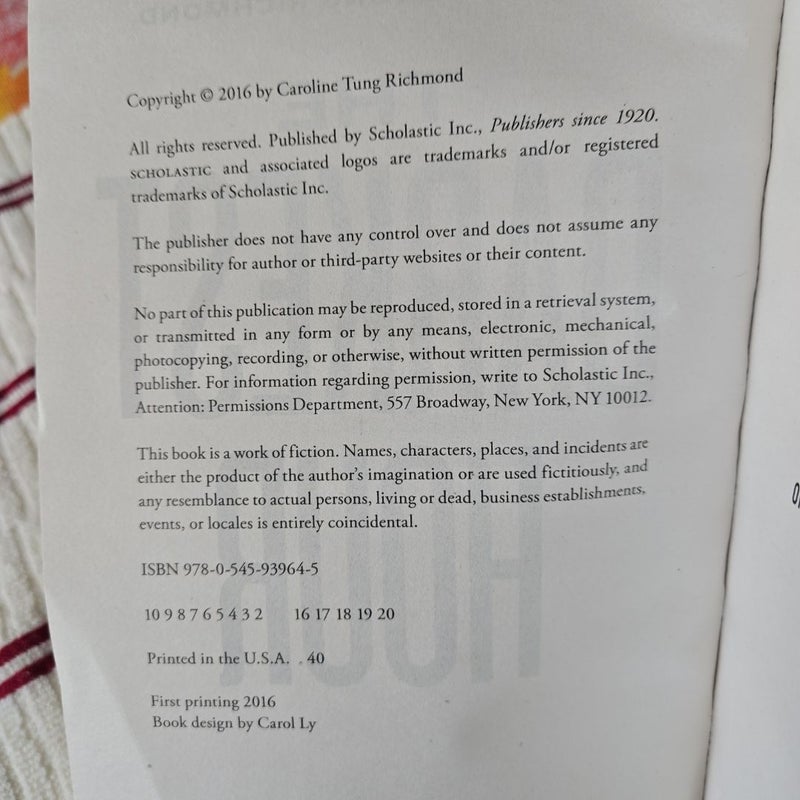 Copyright © 2016 by Caroline Tung Richmond
All rights reserved. Published by Scholastic Inc., Publishers since 1920.
SCHOLASTIC and associated logos are trademarks and/or registered
trademarks of Scholastic Inc.
The publisher does not have any control over and does not assume any
responsibility for author or third-party websites or their content.
No part of this publication may be reproduced, stored in a retrieval system,
or transmitted in any form or by any means, electronic, mechanical,
photocopying, recording, or otherwise, without written permission of the
publisher. For information regarding permission, write to Scholastic Inc.,
Attention: Permissions Department, 557 Broadway, New York, NY 10012.
This book is a work of fiction. Names, characters, places, and incidents are
either the product of the author's imagination or are used fictitiously, and
any resemblance to actual persons, living or dead, business establishments,
events, or locales is entirely coincidental.
ISBN 978-0-545-93964-5
10 9 8 7 6 5 4 3 2 16 17 18 19 20
Printed in the U.S.A. 40
First printing 2016
Book design by Carol Ly
HOUR